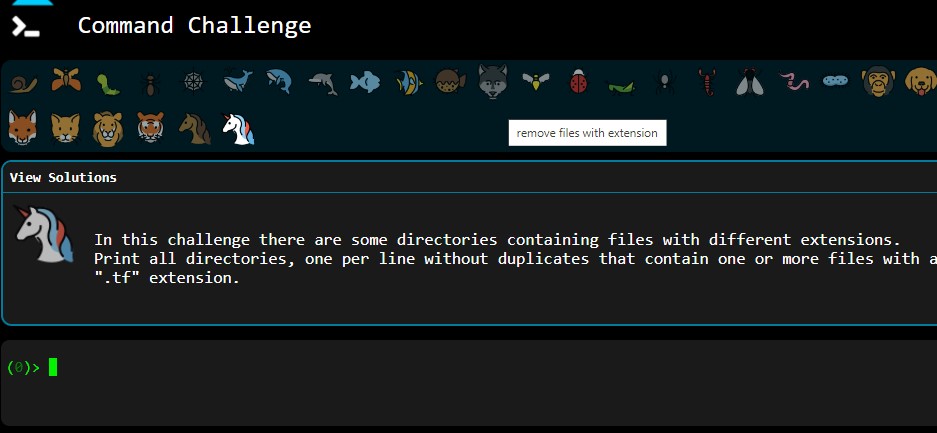 Command Challenge
remove files with extension
View Solutions
In this challenge there are some directories containing files with different extensions.
Print all directories, one per line without duplicates that contain one or more files with a
".tf" extension.
(0)>